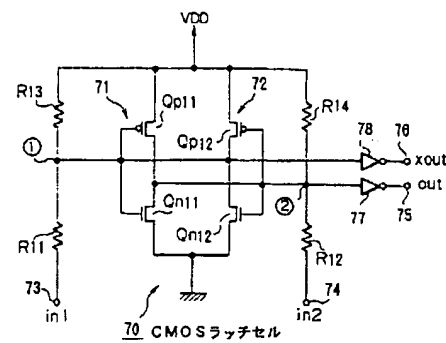 VDD
R13
71
72
R14
Qp11
Qp12
78
76
①
xout
out
Qn11
Qn12
②
77
75
R11
R12
73
74
in1
in2
70 CMOSラッチセル